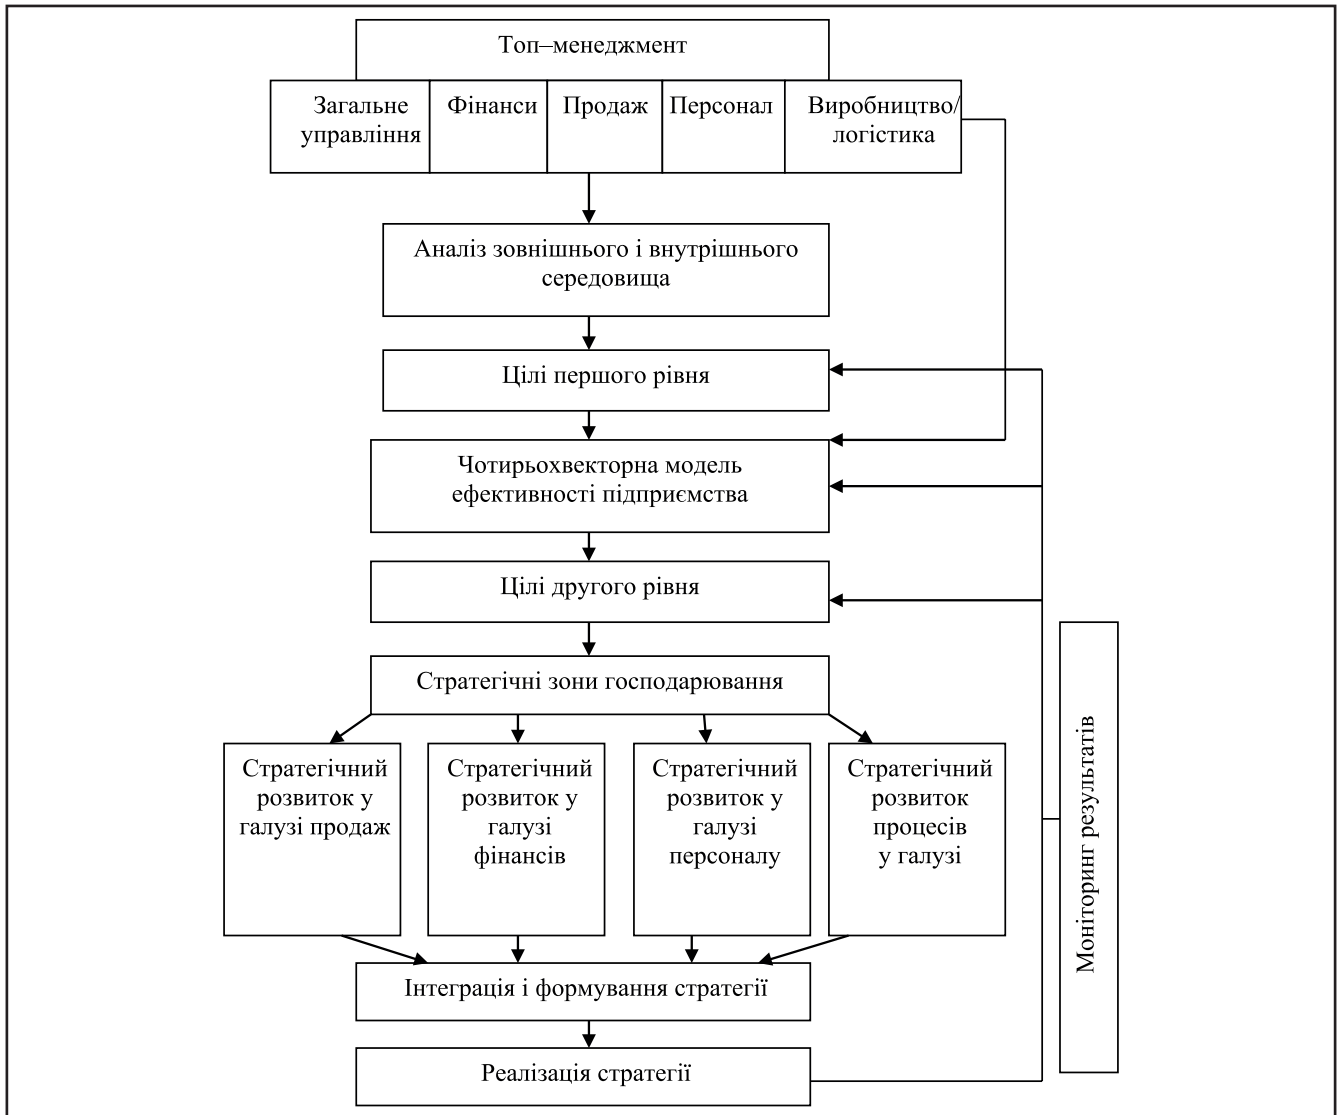 Топ–менеджмент
Загальне
управління
Фінанси
Продаж
Персонал
Виробництво/
логістика
Аналіз зовнішнього і внутрішнього
середовища
Цілі першого рівня
Чотирьохвекторна модель
ефективності підприємства
Цілі другого рівня
Стратегічні зони господарювання
Стратегічний
розвиток у
галузі продаж
Стратегічний
розвиток у
галузі
фінансів
Стратегічний
розвиток у
галузі
персоналу
Стратегічний
розвиток
процесів
у галузі
Моніторинг результатів
Інтеграція і формування стратегії
Реалізація стратегії